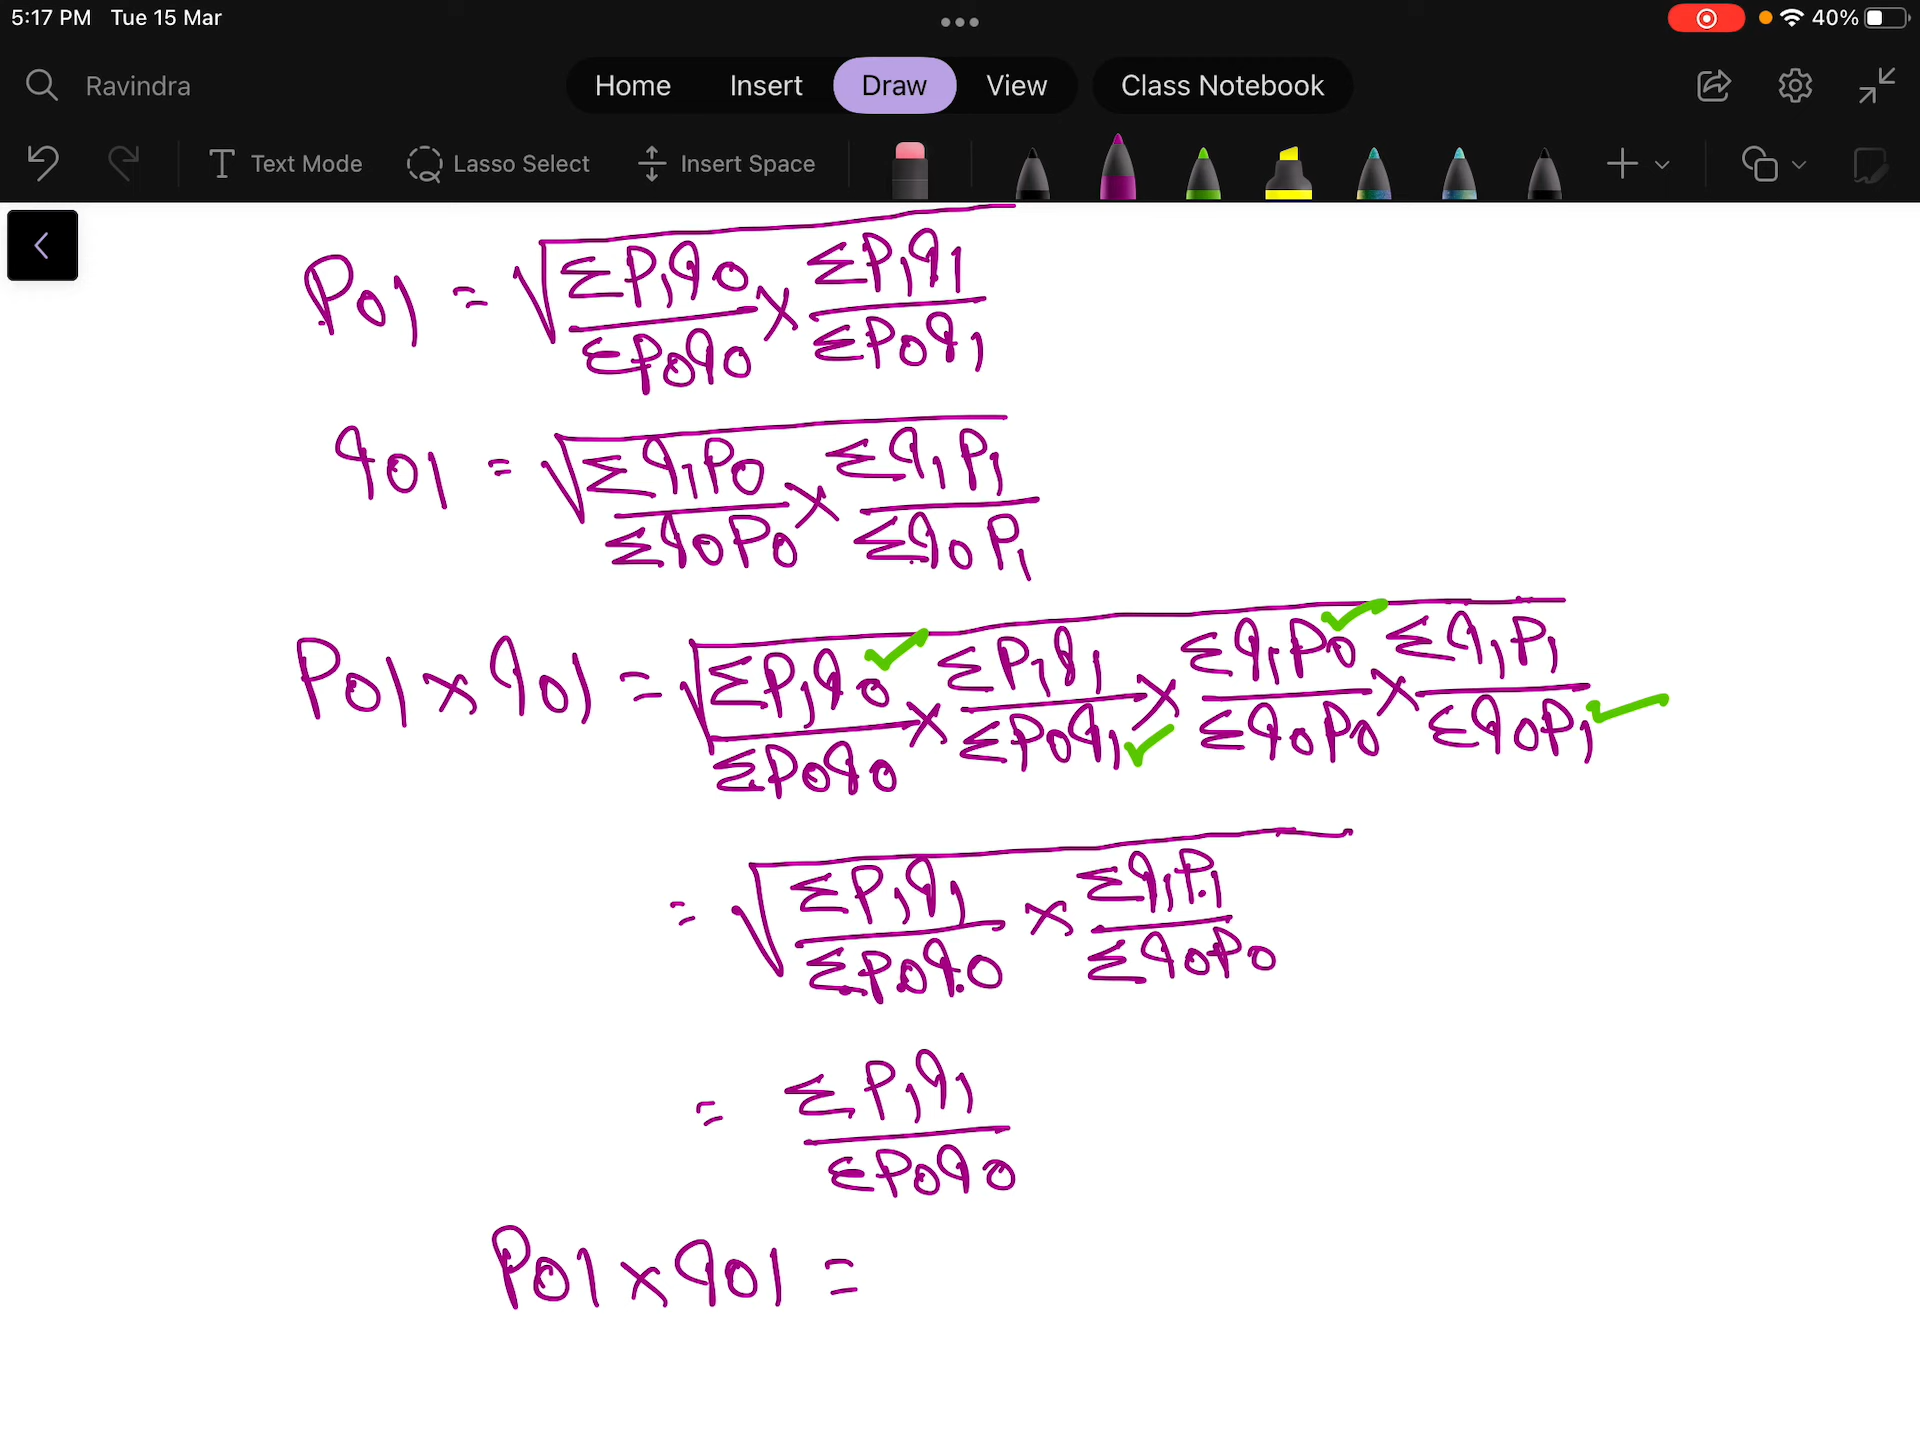 5:17 PM Tue 15 Mar 40%
Ravindra Home Insert Draw View Class Notebook
T Text Mode Lasso Select Insert Space
P01 = √(ΣP1q0/ΣP0q0 × ΣP1q1/ΣP0q1)
q01 = √(Σq1P0/Σq0P0 × Σq1P1/Σq0P1)
P01 × q01 = √(ΣP1q0/ΣP0q0 × ΣP1q1/ΣP0q1 × Σq1P0/Σq0P0 × Σq1P1/Σq0P1)
= √(ΣP1q1/ΣP0q0 × Σq1P1/Σq0P0)
= ΣP1q1/ΣP0q0
P01 × q01 =